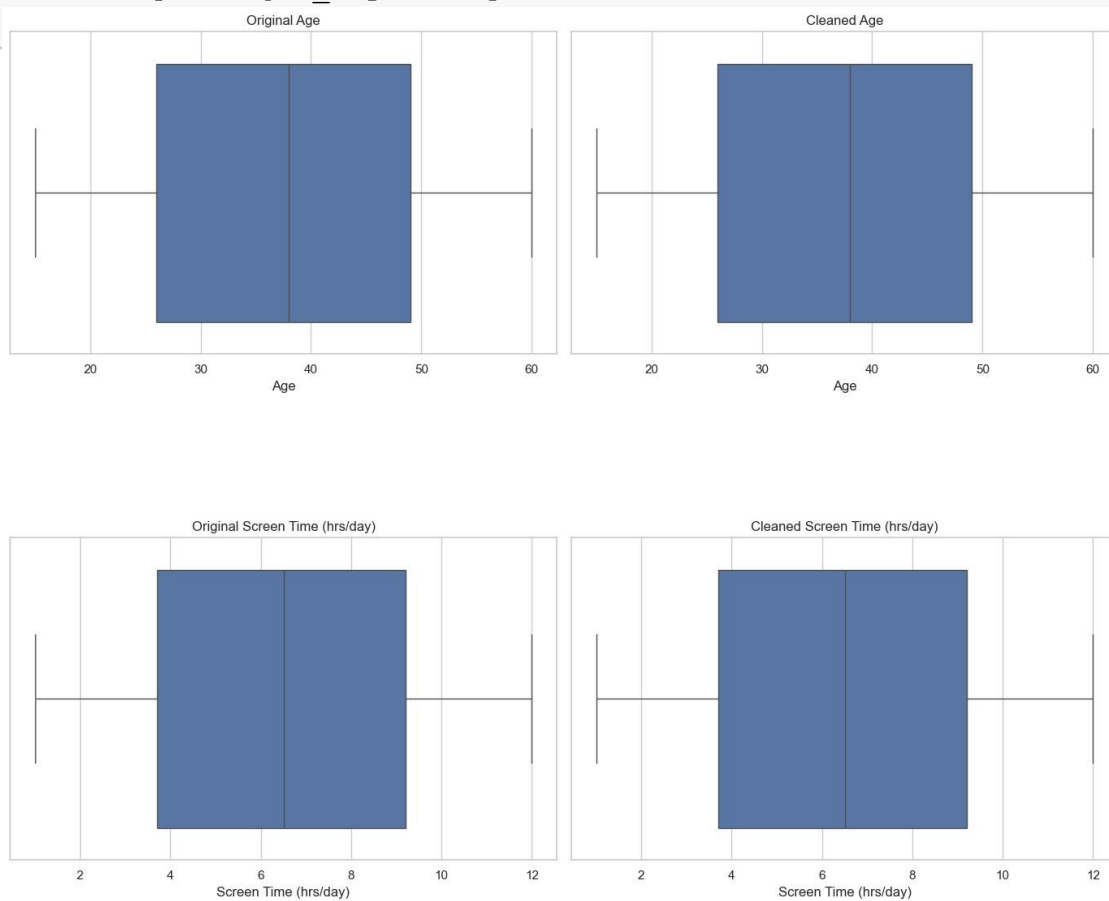 Original Age
Cleaned Age
20 30 40 50 60
Age
20 30 40 50 60
Age
Original Screen Time (hrs/day)
Cleaned Screen Time (hrs/day)
2 4 6 8 10 12
Screen Time (hrs/day)
2 4 6 8 10 12
Screen Time (hrs/day)